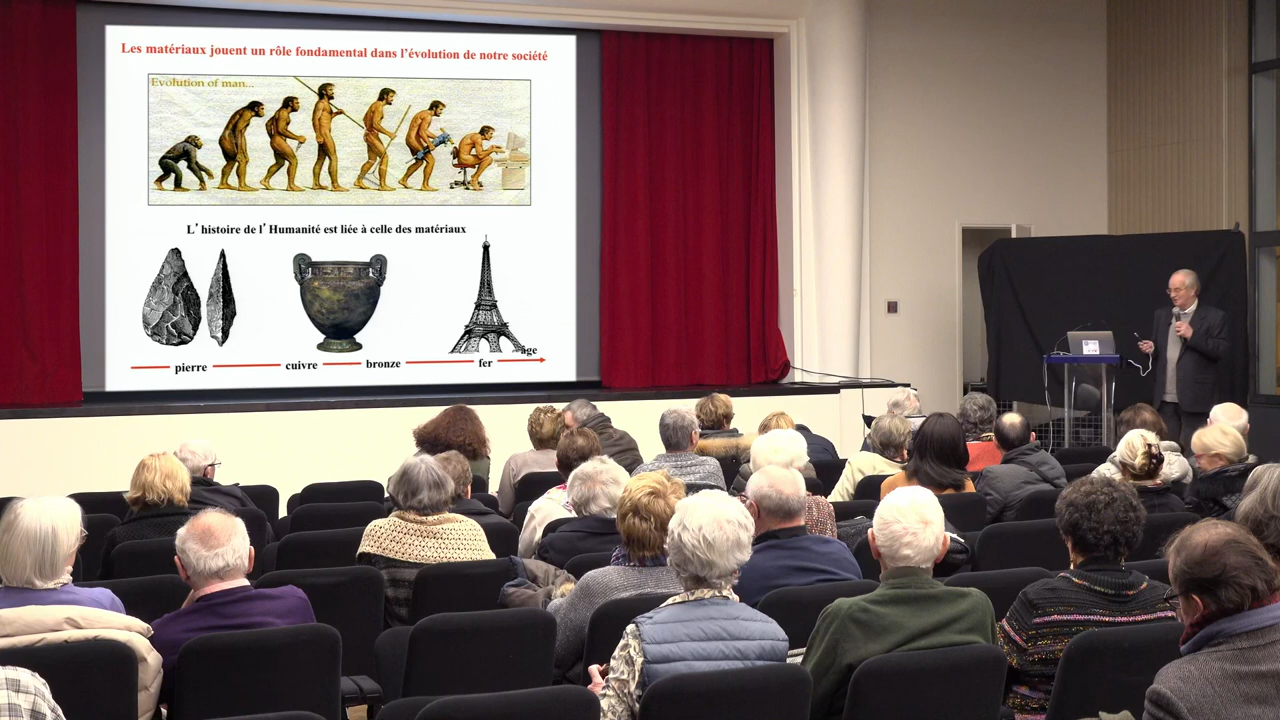 Les matériaux jouent un rôle fondamental dans l’évolution de notre société
Evolution of man...
L’histoire de l’Humanité est liée à celle des matériaux
pierre
cuivre
bronze
fer
âge